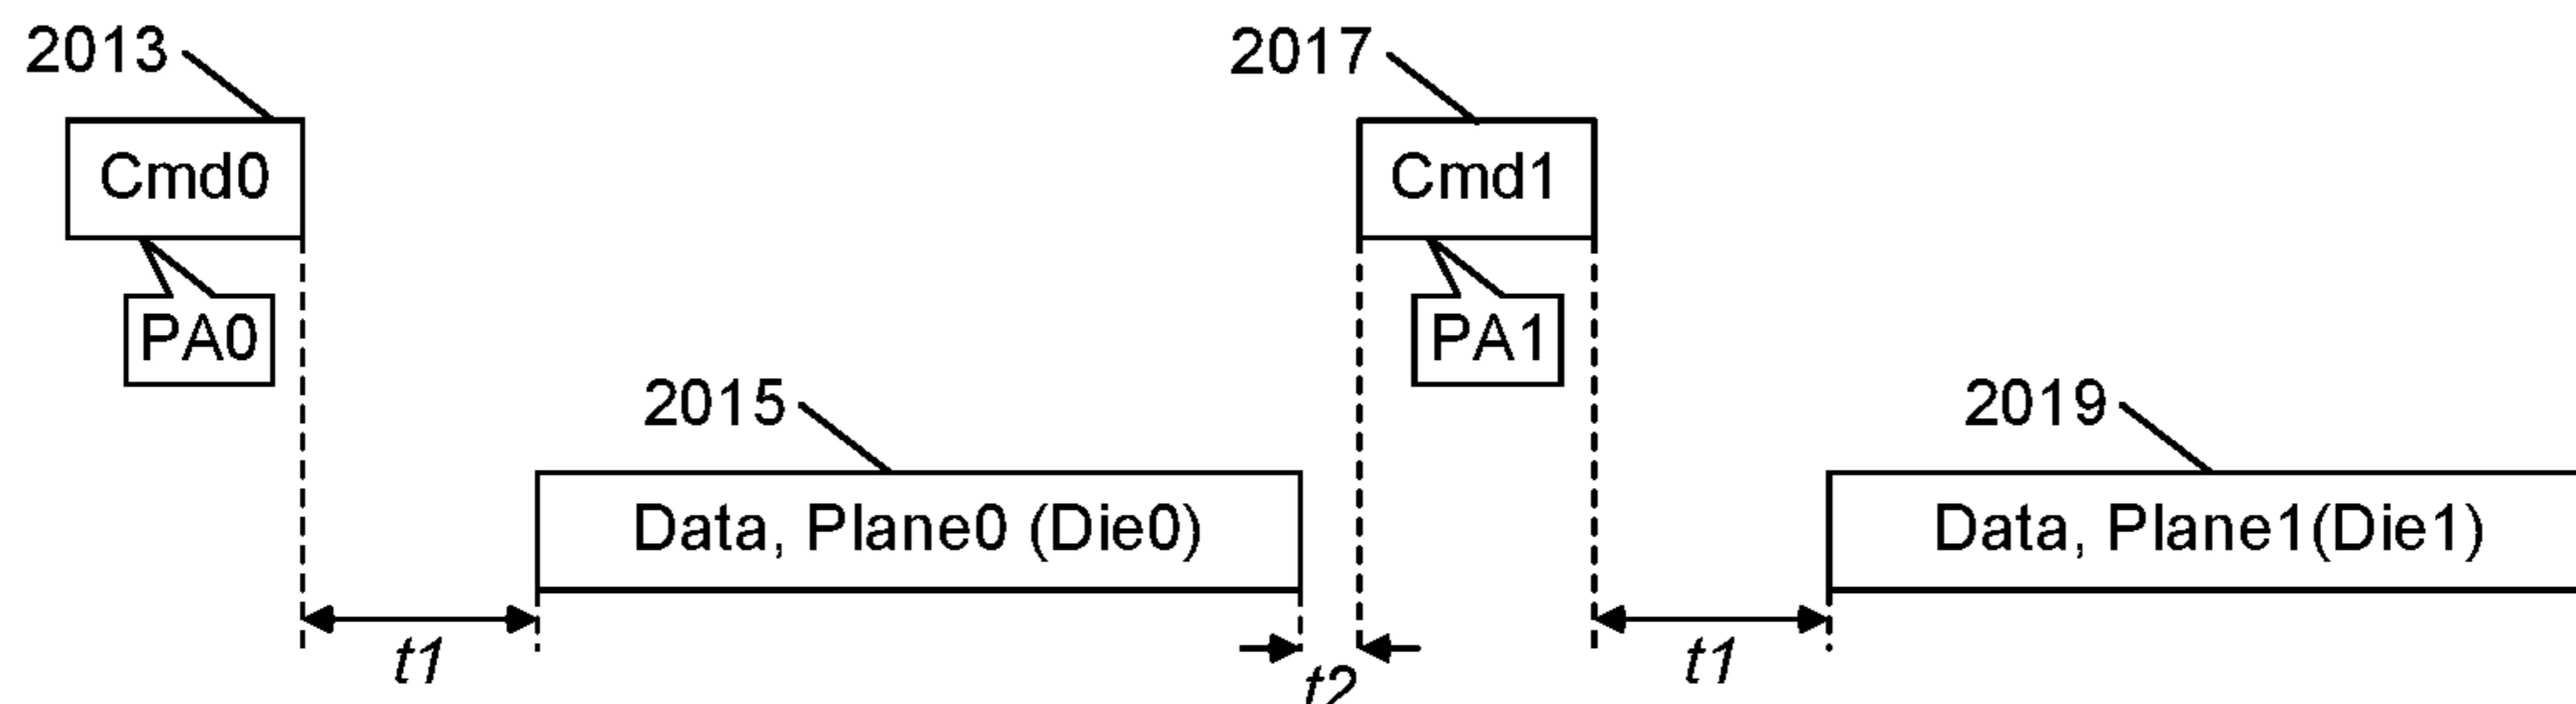 2013
2017
Cmd0
Cmd1
PA0
PA1
2015
2019
Data, Plane0 (Die0)
Data, Plane1(Die1)
t1
t2
t1